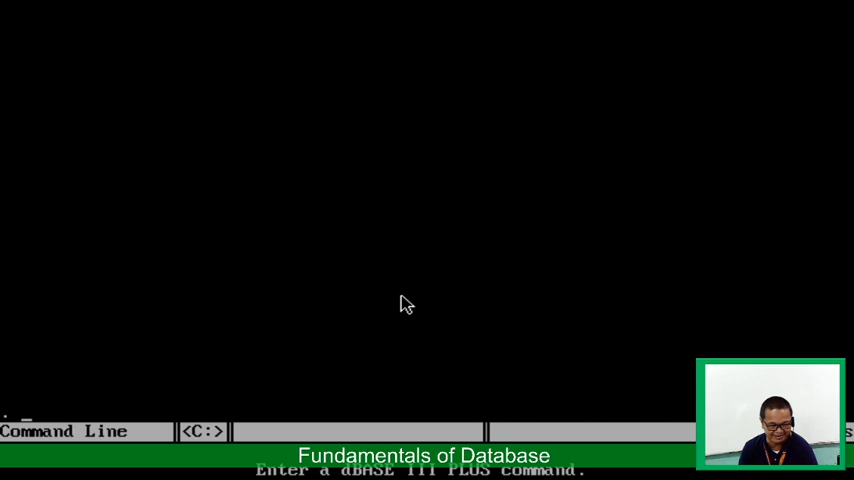 .
Command Line <C:>
Fundamentals of Database
Enter a dBASE III PLUS command.